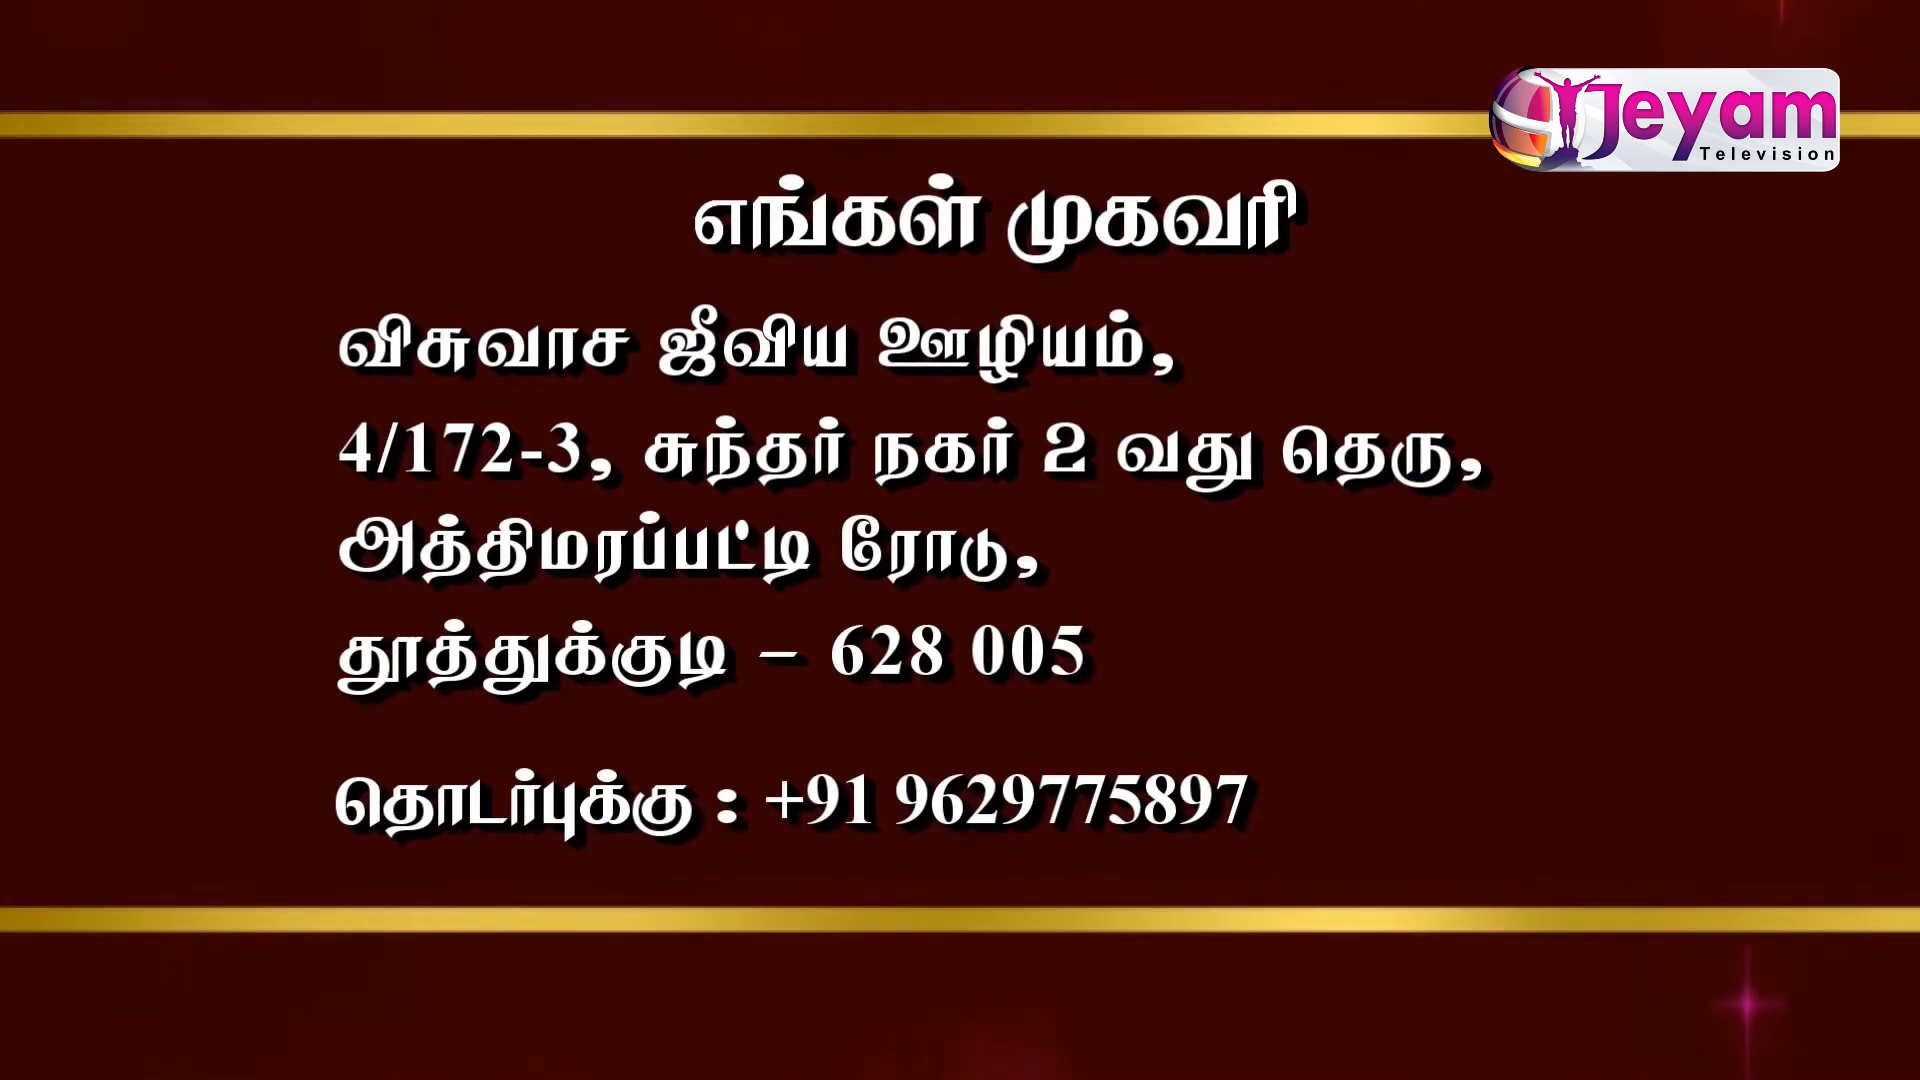 Jeyam
Television
எங்கள் முகவரி
விசுவாச ஜீவிய ஊழியம்,
4/172-3, சுந்தர் நகர் 2 வது தெரு,
அத்திமரப்பட்டி ரோடு,
தூத்துக்குடி – 628 005
தொடர்புக்கு : +91 9629775897